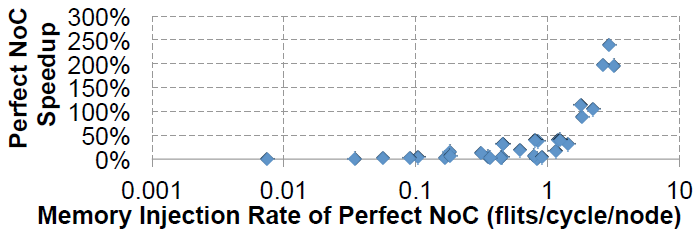 Perfect NoC
Speedup
300%
250%
200%
150%
100%
50%
0%
0.001 0.01 0.1 1 10
Memory Injection Rate of Perfect NoC (flits/cycle/node)